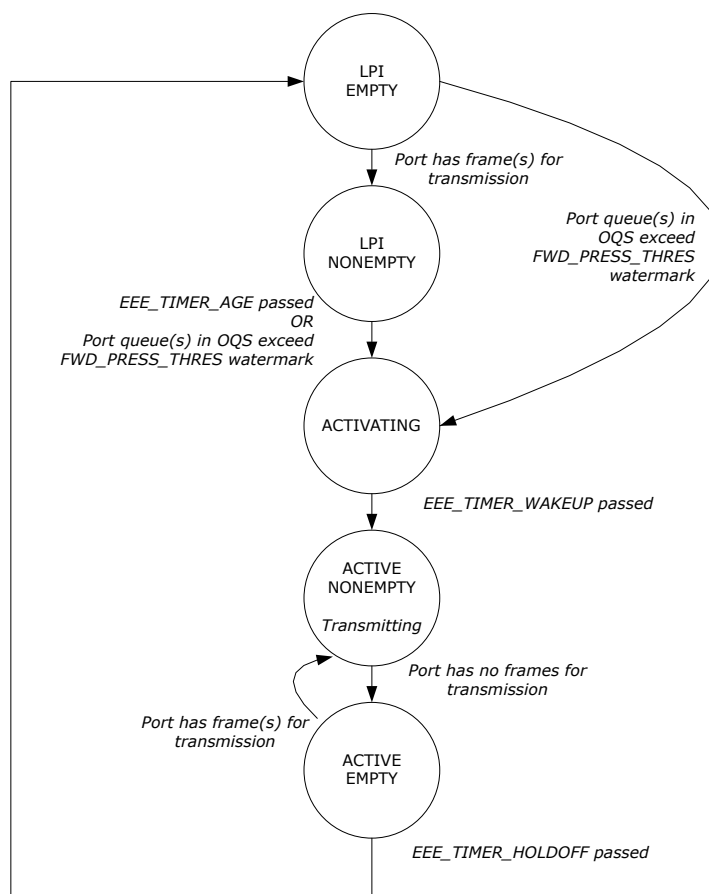 LPI
EMPTY
Port has frame(s) for
transmission
Port queue(s) in
OQS exceed
FWD_PRESS_THRES
watermark
LPI
NONEMPTY
EEE_TIMER_AGE passed
OR
Port queue(s) in OQS exceed
FWD_PRESS_THRES watermark
ACTIVATING
EEE_TIMER_WAKEUP passed
ACTIVE
NONEMPTY
Transmitting
Port has no frames for
transmission
Port has frame(s) for
transmission
ACTIVE
EMPTY
EEE_TIMER_HOLDOFF passed